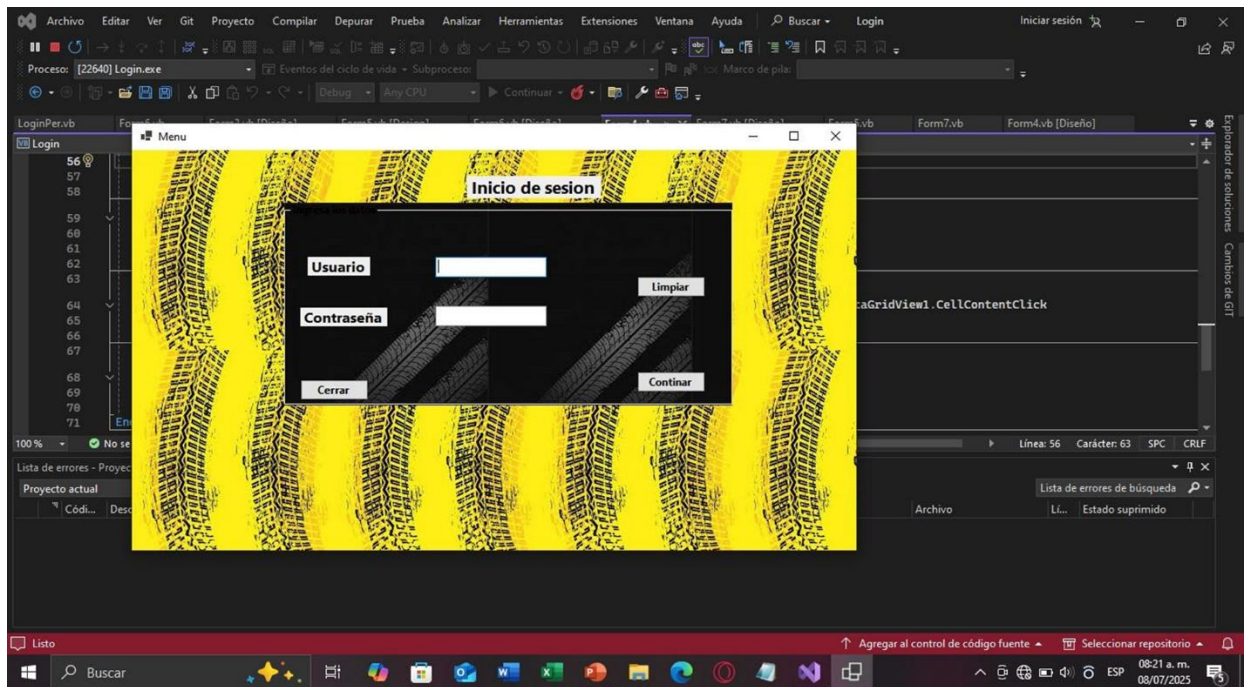 Archivo Editar Ver Git Proyecto Compilar Depurar Prueba Analizar Herramientas Extensiones Ventana Ayuda Buscar Login Iniciar sesión
Proceso: [22640] Login.exe Eventos del ciclo de vida Subproceso: Marco de pila:
Debug Any CPU Continuar
LoginPer.vb Form7.vb Form4.vb [Diseño]
Login
Menu
Inicio de sesion
Usuario
Limpiar
Contraseña
Cerrar
Continar
56
57
58
59
60
61
62
63
64 taGridView1.CellContentClick
65
66
67
68
69
70
71 En
100 % No se Línea: 56 Carácter: 63 SPC CRLF
Lista de errores - Proyec
Proyecto actual Lista de errores de búsqueda
Códi... Desc Archivo Lí... Estado suprimido
Explorador de soluciones
Cambios de GIT
Listo Agregar al control de código fuente Seleccionar repositorio
Buscar ESP 08:21 a. m.
08/07/2025